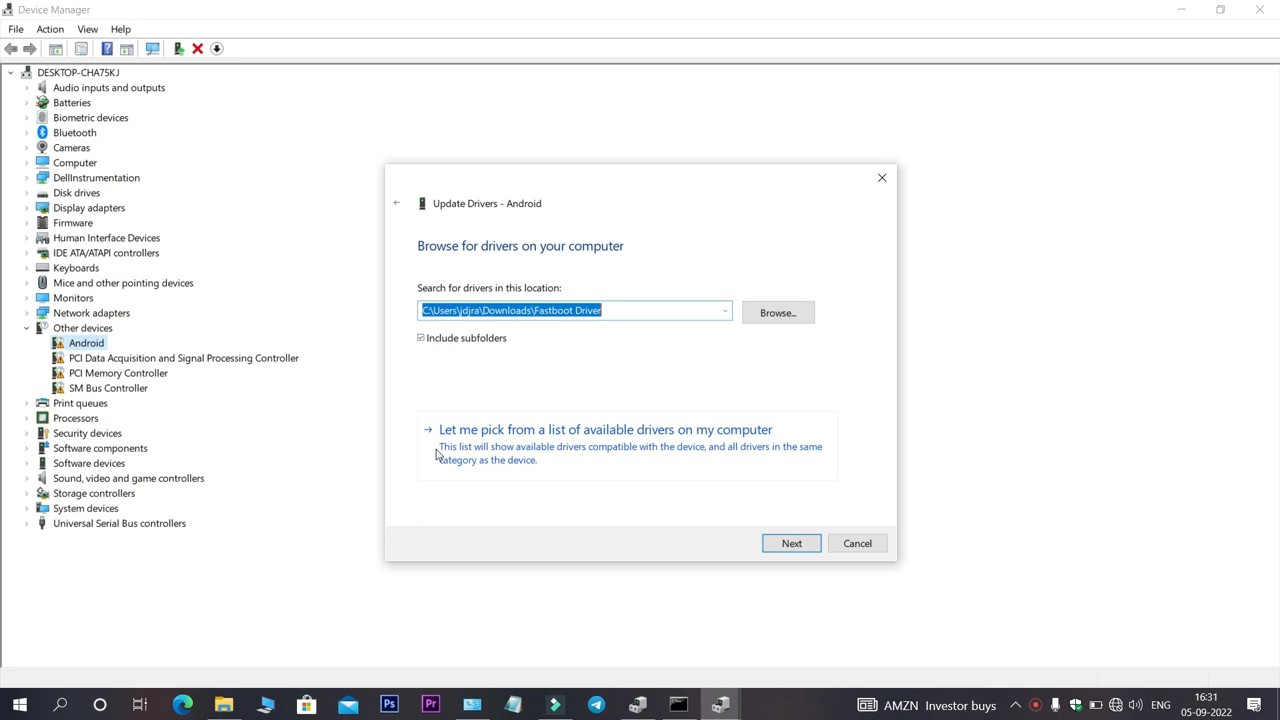 Device Manager
File Action View Help
DESKTOP-CHA75KJ
Audio inputs and outputs
Batteries
Biometric devices
Bluetooth
Cameras
Computer
DellInstrumentation
Disk drives
Display adapters
Firmware
Human Interface Devices
IDE ATA/ATAPI controllers
Keyboards
Mice and other pointing devices
Monitors
Network adapters
Other devices
Android
PCI Data Acquisition and Signal Processing Controller
PCI Memory Controller
SM Bus Controller
Print queues
Processors
Security devices
Software components
Software devices
Sound, video and game controllers
Storage controllers
System devices
Universal Serial Bus controllers
Update Drivers - Android
Browse for drivers on your computer
Search for drivers in this location:
C:\Users\jdjra\Downloads\Fastboot Driver
Browse...
Include subfolders
Let me pick from a list of available drivers on my computer
This list will show available drivers compatible with the device, and all drivers in the same
category as the device.
Next Cancel
Ps Pr
AMZN Investor buys
ENG
16:31
05-09-2022